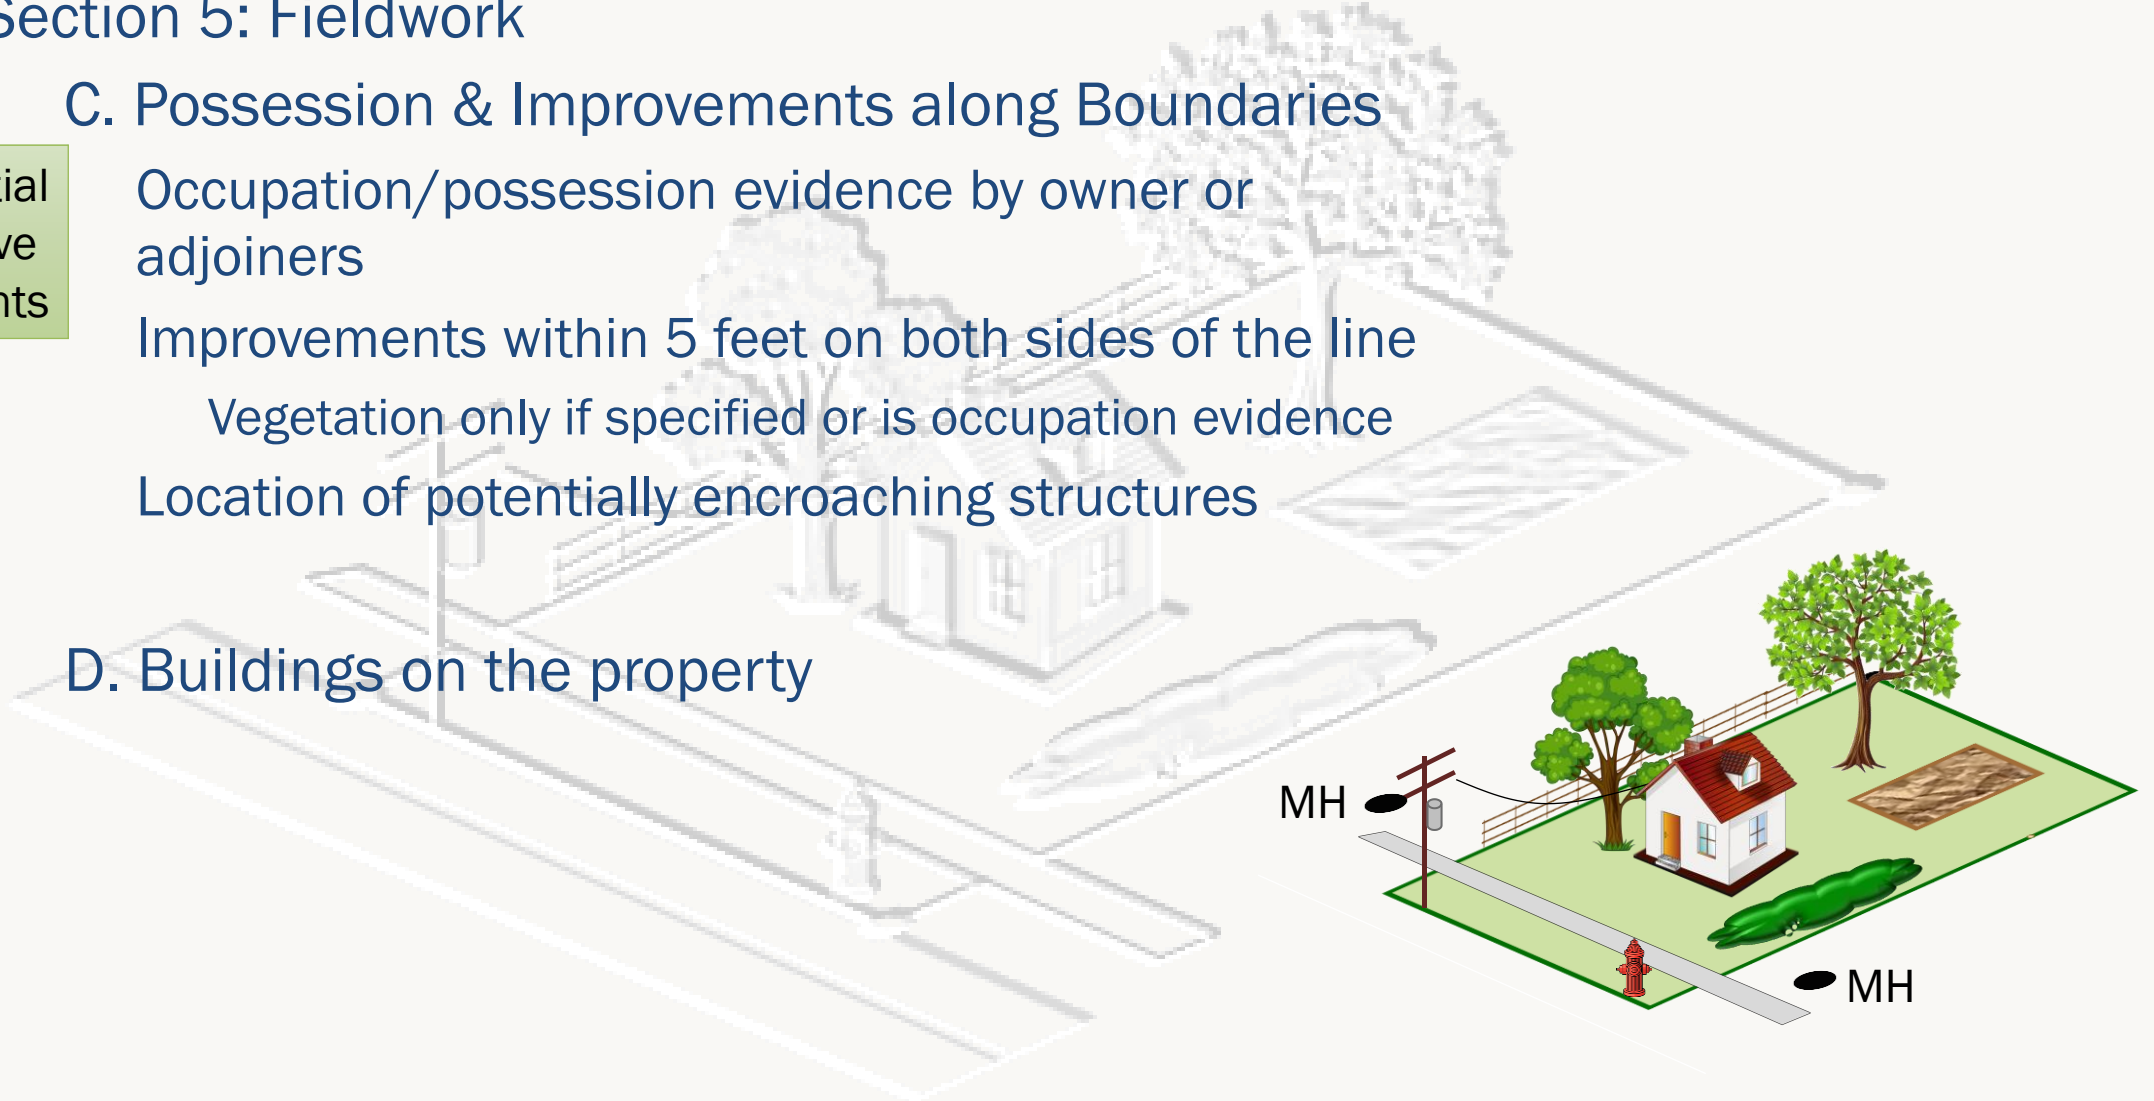 Section 5: Fieldwork
C. Possession & Improvements along Boundaries
Occupation/possession evidence by owner or
adjoiners
Improvements within 5 feet on both sides of the line
Vegetation only if specified or is occupation evidence
Location of potentially encroaching structures
D. Buildings on the property
MH
MH